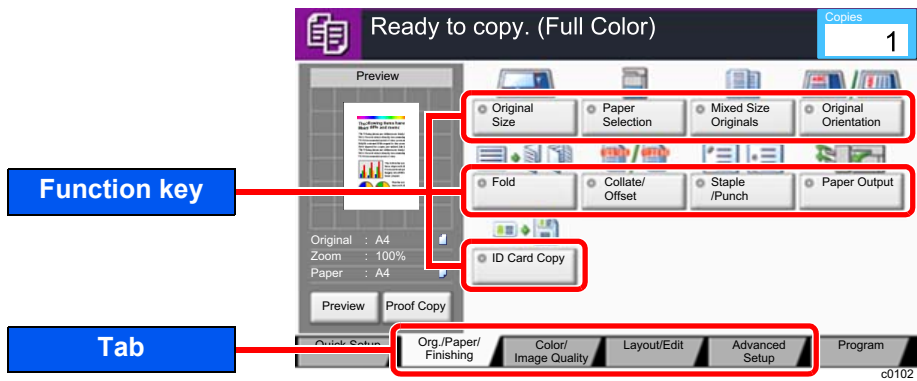 Ready to copy. (Full Color)
Copies
1
Preview
Original
Size
Paper
Selection
Mixed Size
Originals
Original
Orientation
Function key
Fold
Collate/
Offset
Staple
/Punch
Paper Output
Original : A4
Zoom : 100%
Paper : A4
ID Card Copy
Preview
Proof Copy
Tab
Quick Setup
Org./Paper/
Finishing
Color/
Image Quality
Layout/Edit
Advanced
Setup
Program
c0102